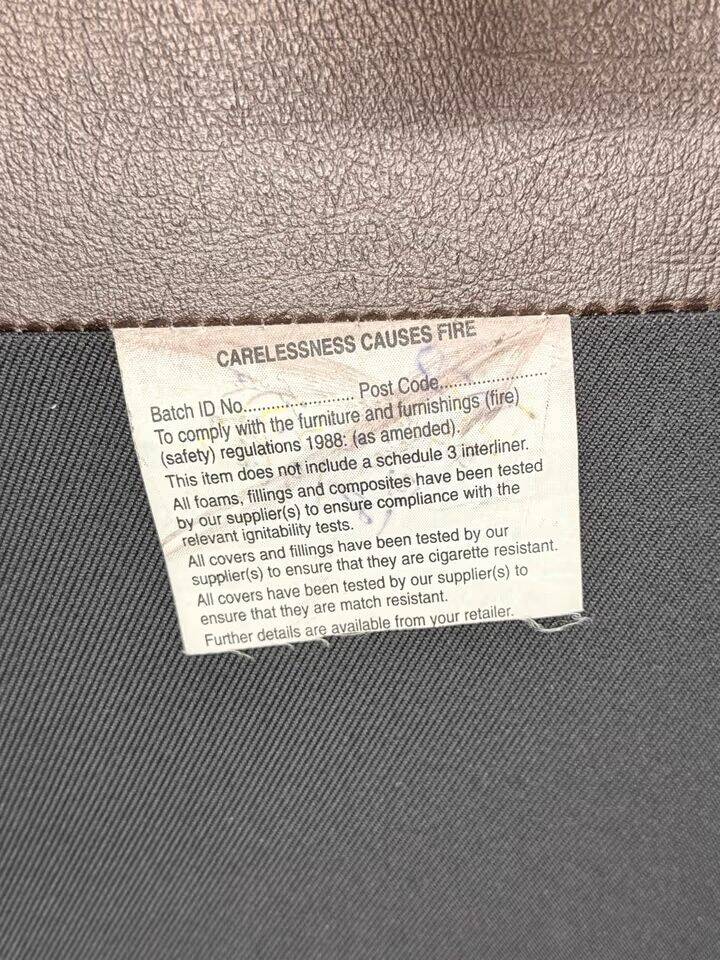 CARELESSNESS CAUSES FIRE
Batch ID No........................ Post Code.......................
To comply with the furniture and furnishings (fire)
(safety) regulations 1988: (as amended).
This item does not include a schedule 3 interliner.
All foams, fillings and composites have been tested
by our supplier(s) to ensure compliance with the
relevant ignitability tests.
All covers and fillings have been tested by our
supplier(s) to ensure that they are cigarette resistant.
All covers have been tested by our supplier(s) to
ensure that they are match resistant.
Further details are available from your retailer.